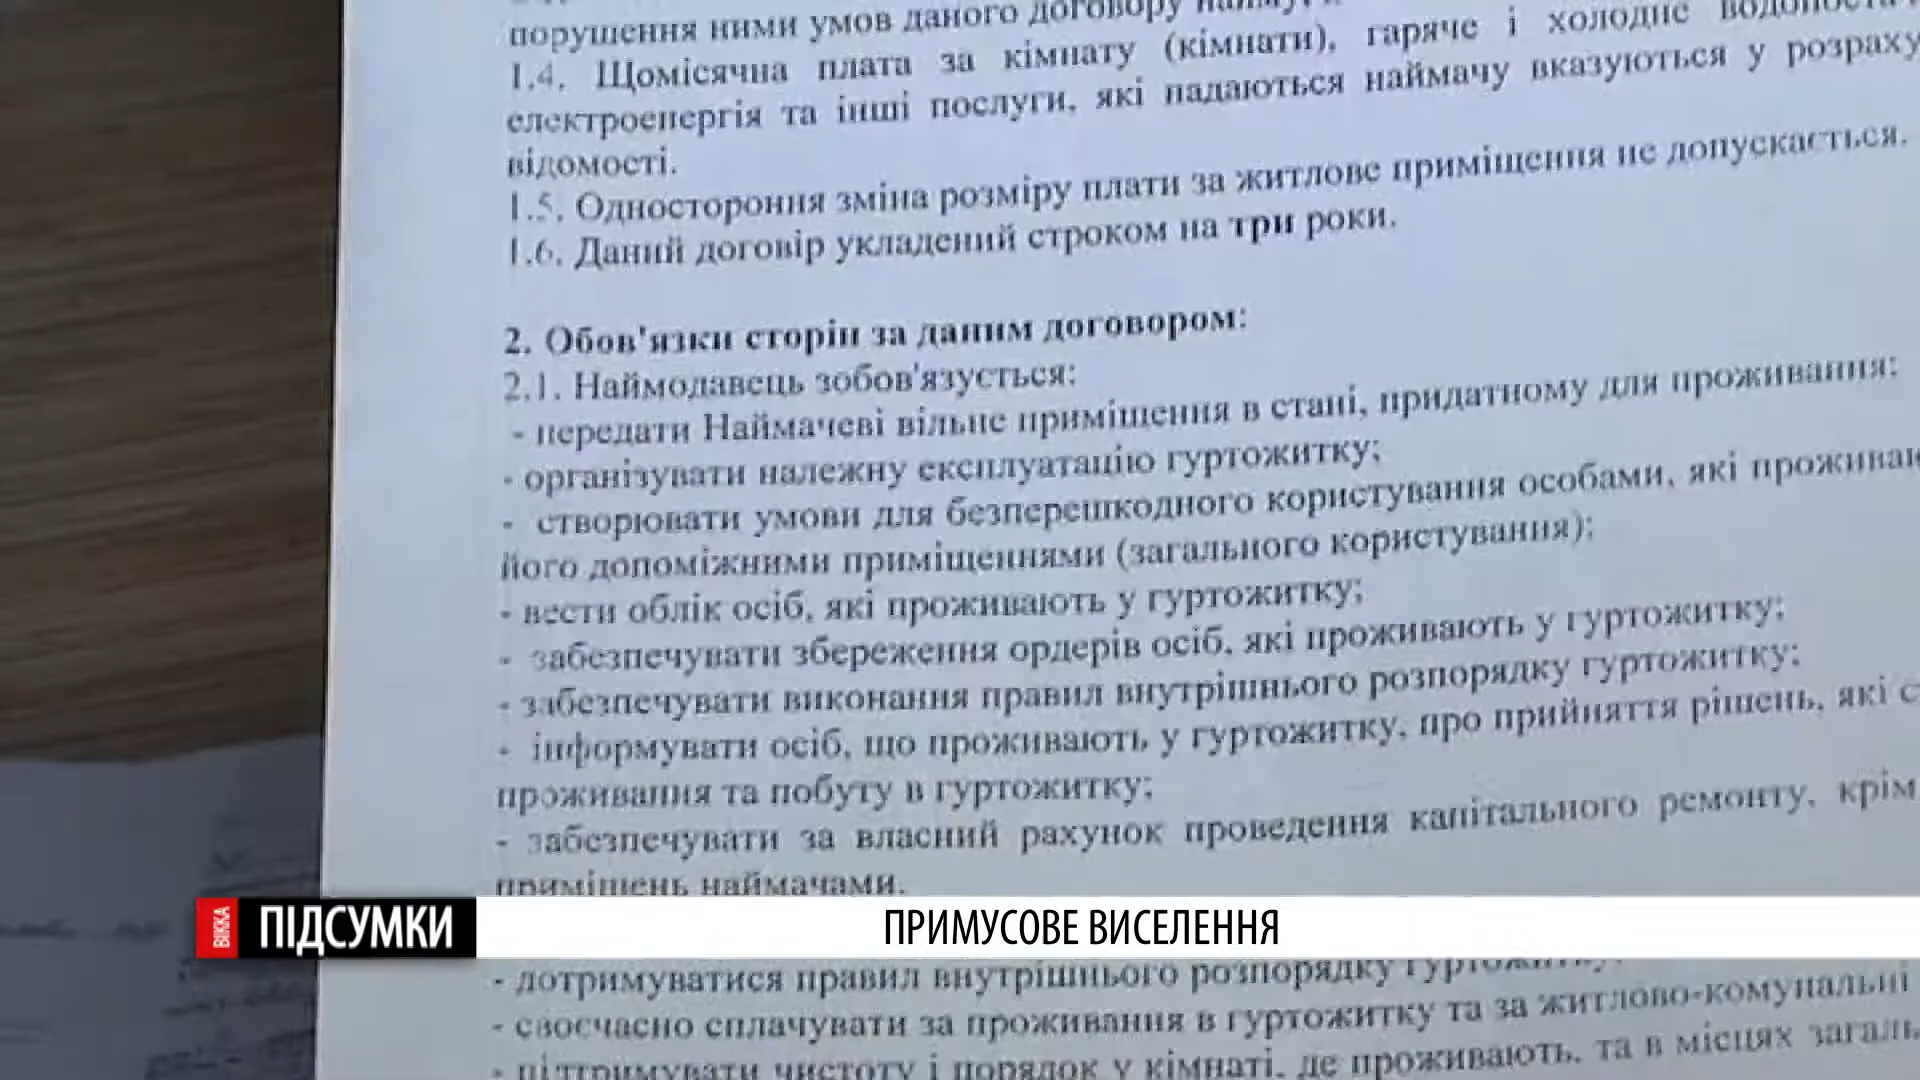 порушення ними умов даного договору
1.4. Щомісячна плата за кімнату (кімнати), гаряче і холодне
електроенергія та інші послуги, які надаються наймачу вказуються у розраху
відомості.
1.5. Одностороння зміна розміру плати за житлове приміщення не допускається.
1.6. Даний договір укладений строком на три роки.
2. Обов'язки сторін за даним договором:
2.1. Наймодавець зобов'язується:
- передати Наймачеві вільне приміщення в стані, придатному для проживання;
- організувати належну експлуатацію гуртожитку;
- створювати умови для безперешкодного користування особами, які проживаю
його допоміжними приміщеннями (загального користування);
- вести облік осіб, які проживають у гуртожитку;
- забезпечувати збереження ордерів осіб, які проживають у гуртожитку;
- забезпечувати виконання правил внутрішнього розпорядку гуртожитку;
- інформувати осіб, що проживають у гуртожитку, про прийняття рішень, які с
проживання та побуту в гуртожитку;
- забезпечувати за власний рахунок проведення капітального ремонту, крім
приміщень наймачами.
ВІККА ПІДСУМКИ ПРИМУСОВЕ ВИСЕЛЕННЯ
- дотримуватися правил внутрішнього розпорядку гуртожитку;
- своєчасно сплачувати за проживання в гуртожитку та за житлово-комунальні
- підтримувати чистоту і порядок у кімнаті, де проживають, та в місцях загаль